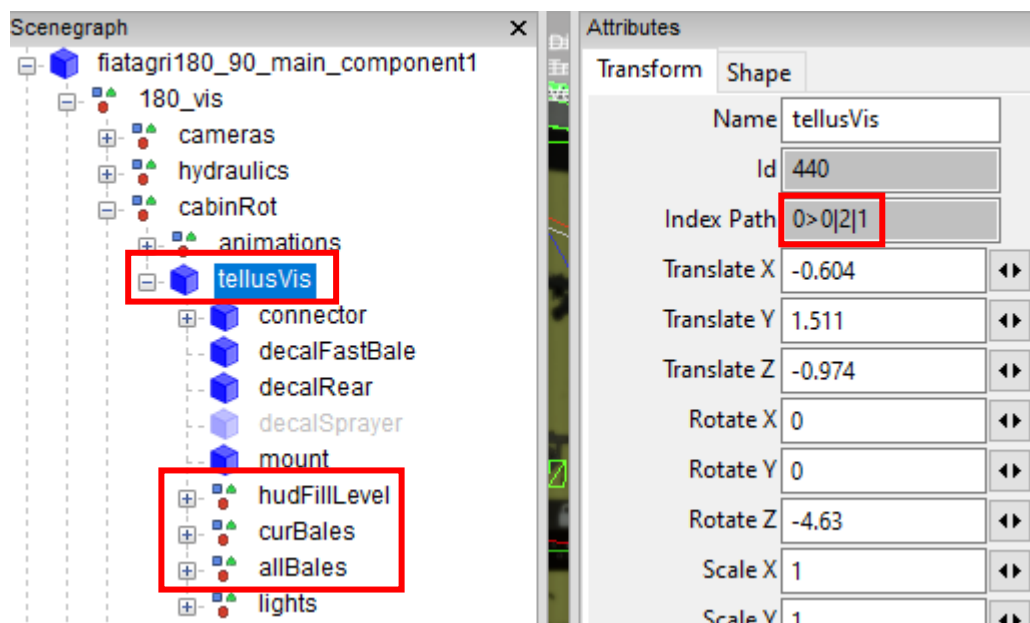 Scenegraph
fiatagri180_90_main_component1
180_vis
cameras
hydraulics
cabinRot
animations
tellusVis
connector
decalFastBale
decalRear
decalSprayer
mount
hudFillLevel
curBales
allBales
lights
Attributes
Transform Shape
Name tellusVis
Id 440
Index Path 0>0|2|1
Translate X -0.604
Translate Y 1.511
Translate Z -0.974
Rotate X 0
Rotate Y 0
Rotate Z -4.63
Scale X 1
Scale Y 1